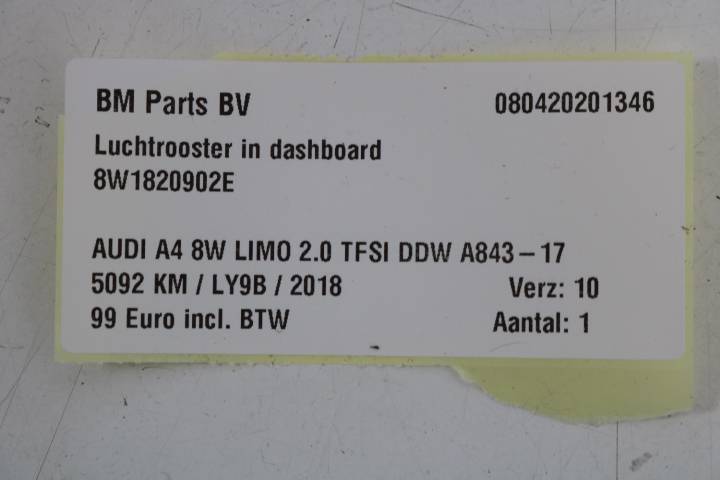 BM Parts BV 080420201346
Luchtrooster in dashboard
8W1820902E
AUDI A4 8W LIMO 2.0 TFSI DDW A843-17
5092 KM / LY9B / 2018 Verz: 10
99 Euro incl. BTW Aantal: 1